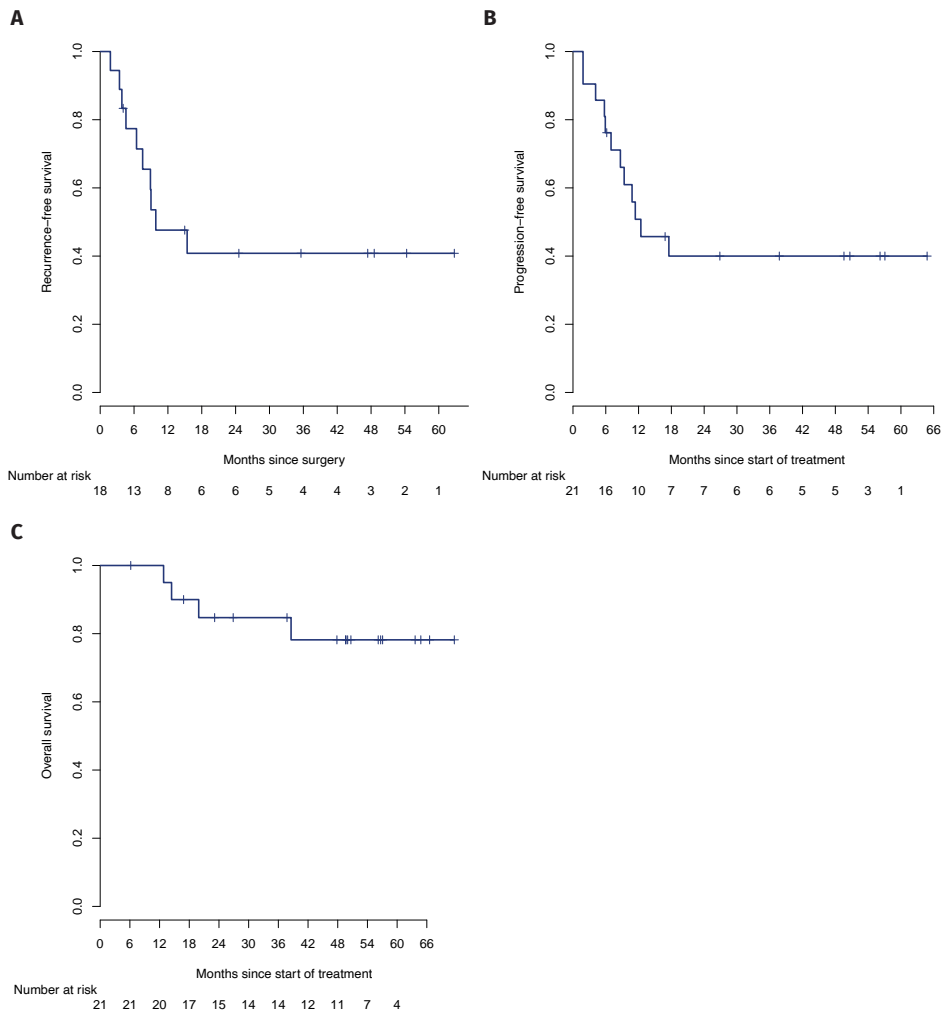 A
Recurrence−free survival
1.0
0.8
0.6
0.4
0.2
0.0
0 6 12 18 24 30 36 42 48 54 60
Months since surgery
Number at risk
18 13 8 6 6 5 4 4 3 2 1
B
Progression−free survival
1.0
0.8
0.6
0.4
0.2
0.0
0 6 12 18 24 30 36 42 48 54 60 66
Months since start of treatment
Number at risk
21 16 10 7 7 6 6 5 5 3 1
C
Overall survival
1.0
0.8
0.6
0.4
0.2
0.0
0 6 12 18 24 30 36 42 48 54 60 66
Months since start of treatment
Number at risk
21 21 20 17 15 14 14 12 11 7 4